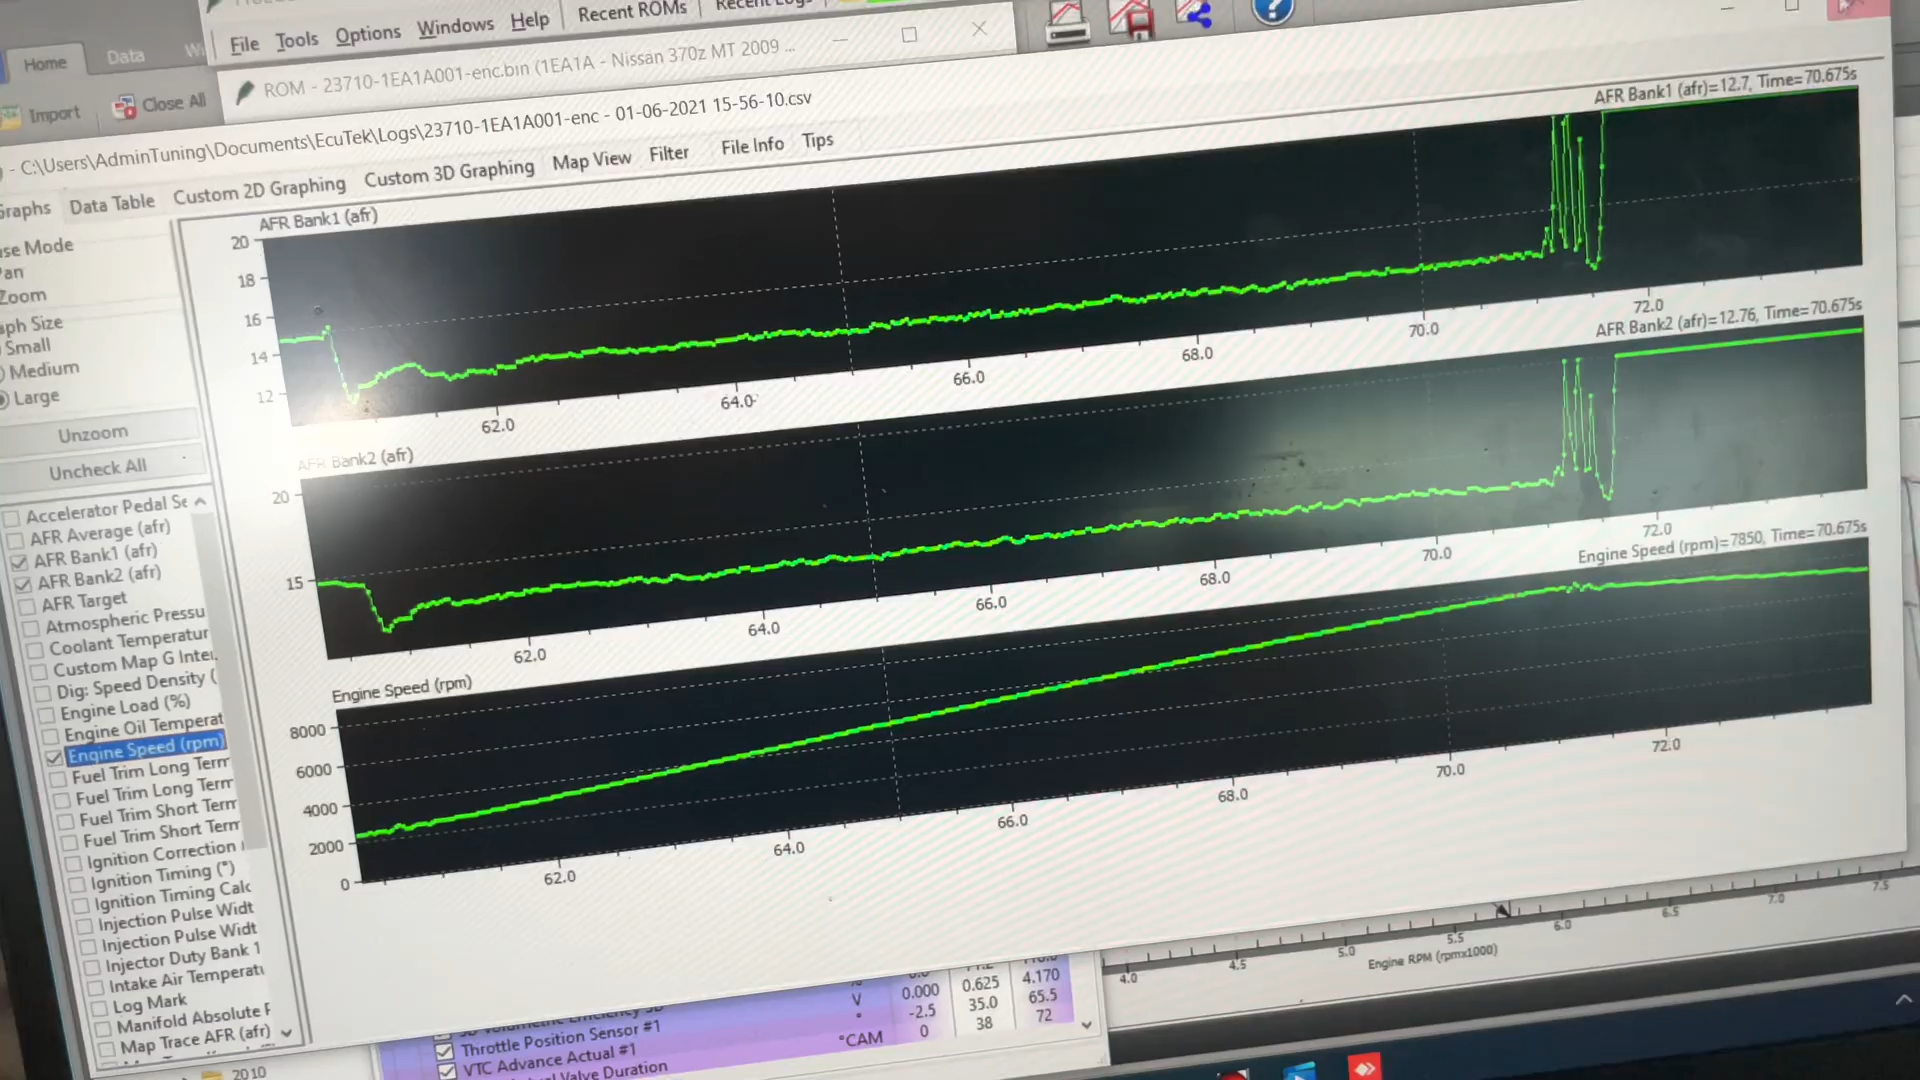 File Tools Options Windows Help Recent ROMs
Home Data
Import Close All
ROM - 23710-1EA1A001-enc.bin (1EA1A - Nissan 370z MT 2009 ...
- C:\Users\AdminTuning\Documents\EcuTek\Logs\23710-1EA1A001-enc - 01-06-2021 15-56-10.csv
Graphs Data Table Custom 2D Graphing Custom 3D Graphing Map View Filter File Info Tips
AFR Bank1 (afr)=12.7, Time=70.675s
AFR Bank1 (afr)
20
18
16
14
12
62.0 64.0 66.0 68.0 70.0 72.0
Zoom
Small
Medium
Large
Unzoom
Uncheck All
AFR Bank2 (afr)=12.76, Time=70.675s
AFR Bank2 (afr)
20
15
62.0 64.0 66.0 68.0 70.0 72.0
Engine Speed (rpm)=7850, Time=70.675s
Engine Speed (rpm)
8000
6000
4000
2000
0
62.0 64.0 66.0 68.0 70.0 72.0
Accelerator Pedal Se
AFR Average (afr)
AFR Bank1 (afr)
AFR Bank2 (afr)
AFR Target
Atmospheric Pressu
Coolant Temperatur
Custom Map G Inte
Dig: Speed Density (
Engine Load (%)
Engine Oil Temperat
Engine Speed (rpm)
Fuel Trim Long Term
Fuel Trim Long Term
Fuel Trim Short Term
Fuel Trim Short Term
Ignition Correction
Ignition Timing (°)
Ignition Timing Calc
Injection Pulse Widt
Injection Pulse Widt
Injector Duty Bank 1
Intake Air Temperatu
Log Mark
Manifold Absolute P
Map Trace AFR (afr)
4.0 4.5 5.0 5.5 6.0 6.5 7.0 7.5
Engine RPM (rpmx1000)
V 0.000 0.625 4.170
Throttle Position Sensor #1 ° -2.5 35.0 65.5
VTC Advance Actual #1 °CAM 0 38 72
Valve Duration
2010